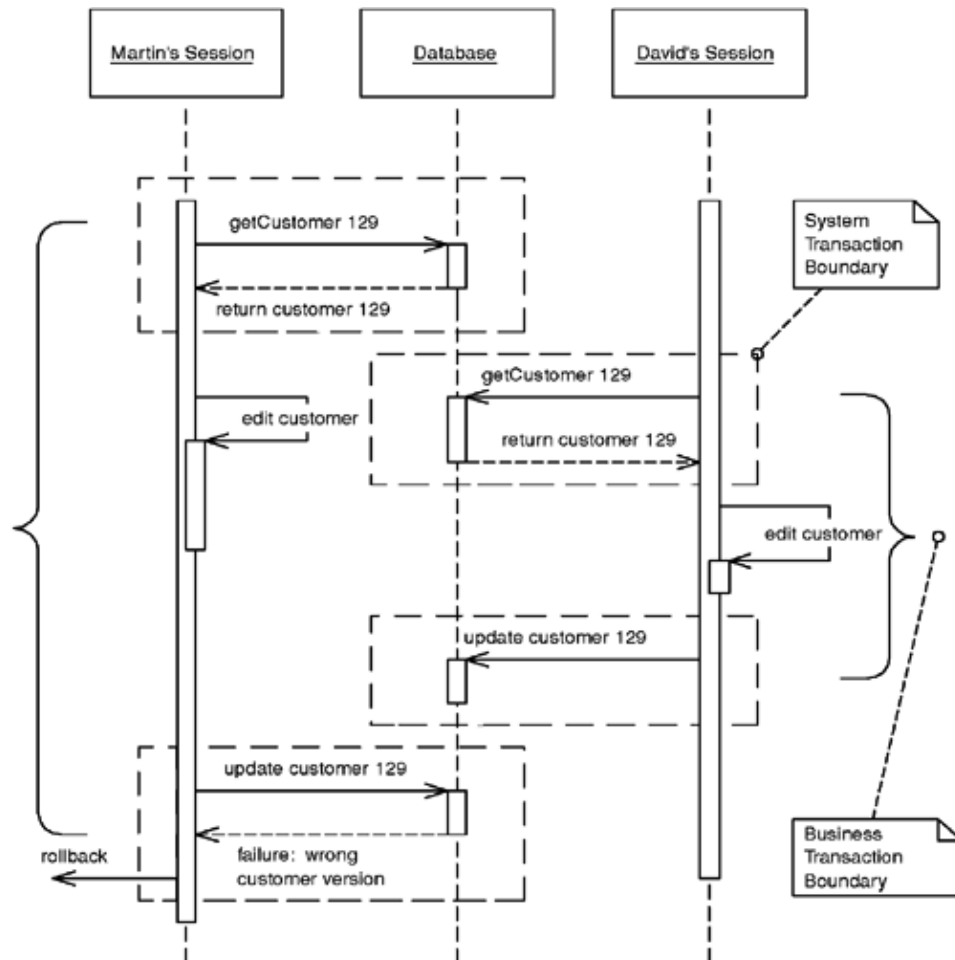 Martin's Session
Database
David's Session
getCustomer 129
return customer 129
System
Transaction
Boundary
getCustomer 129
edit customer
return customer 129
edit customer
update customer 129
update customer 129
rollback
failure: wrong
customer version
Business
Transaction
Boundary